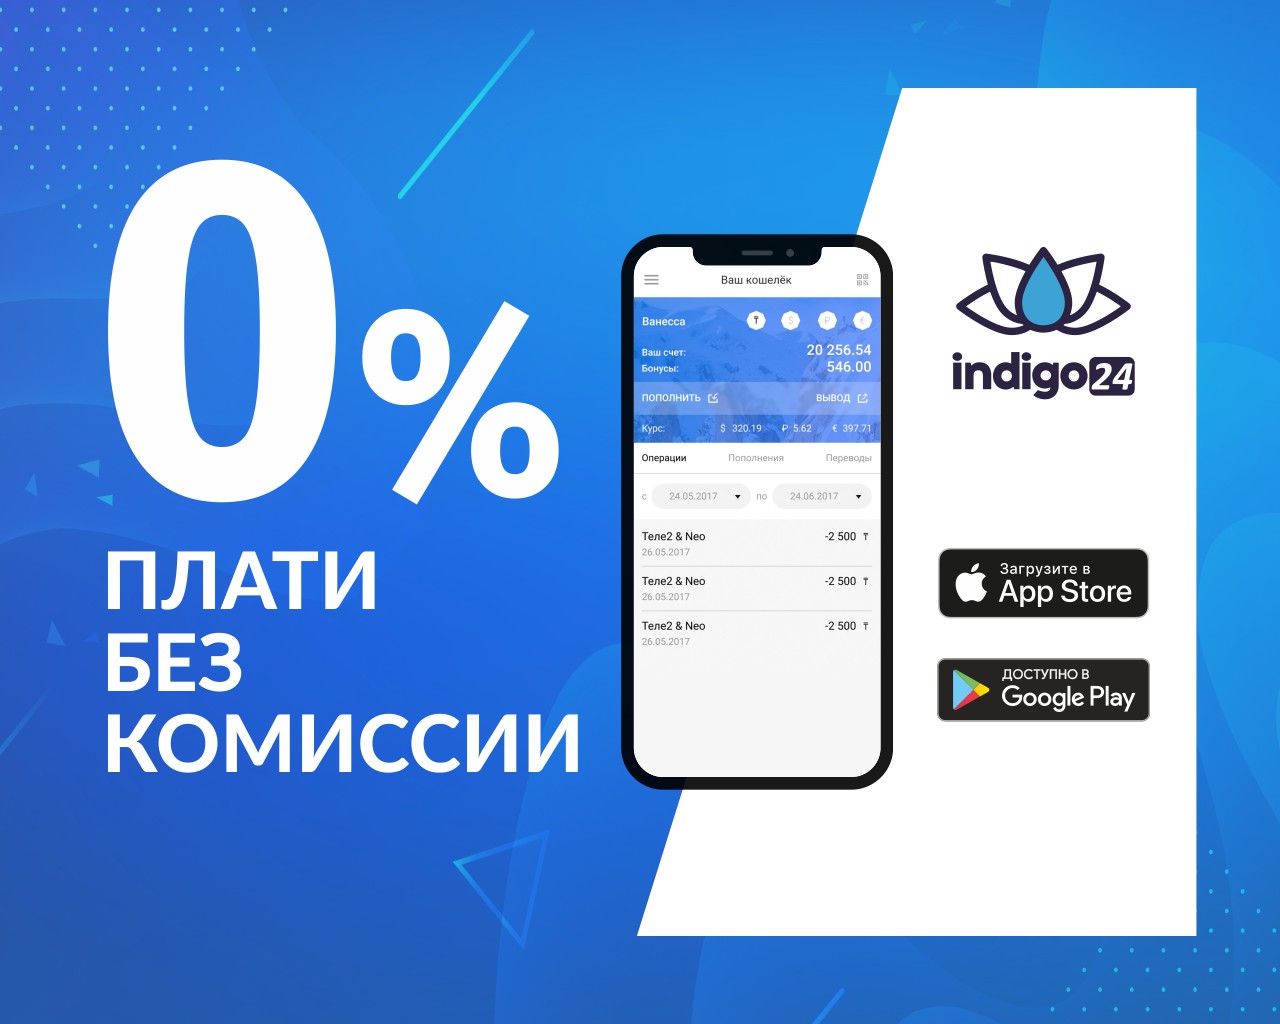 0%
ПЛАТИ
БЕЗ
КОМИССИИ
Ваш кошелёк
Ванесса ₸ $ ₽ €
Ваш счет: 20 256.54
Бонусы: 546.00
ПОПОЛНИТЬ ВЫВОД
Курс: $ 320.19 ₽ 5.62 € 397.71
Операции Пополнения Переводы
с 24.05.2017 по 24.06.2017
Теле2 & Neo -2 500 ₸
26.05.2017
Теле2 & Neo -2 500 ₸
26.05.2017
Теле2 & Neo -2 500 ₸
26.05.2017
indigo24
Загрузите в
App Store
ДОСТУПНО В
Google Play